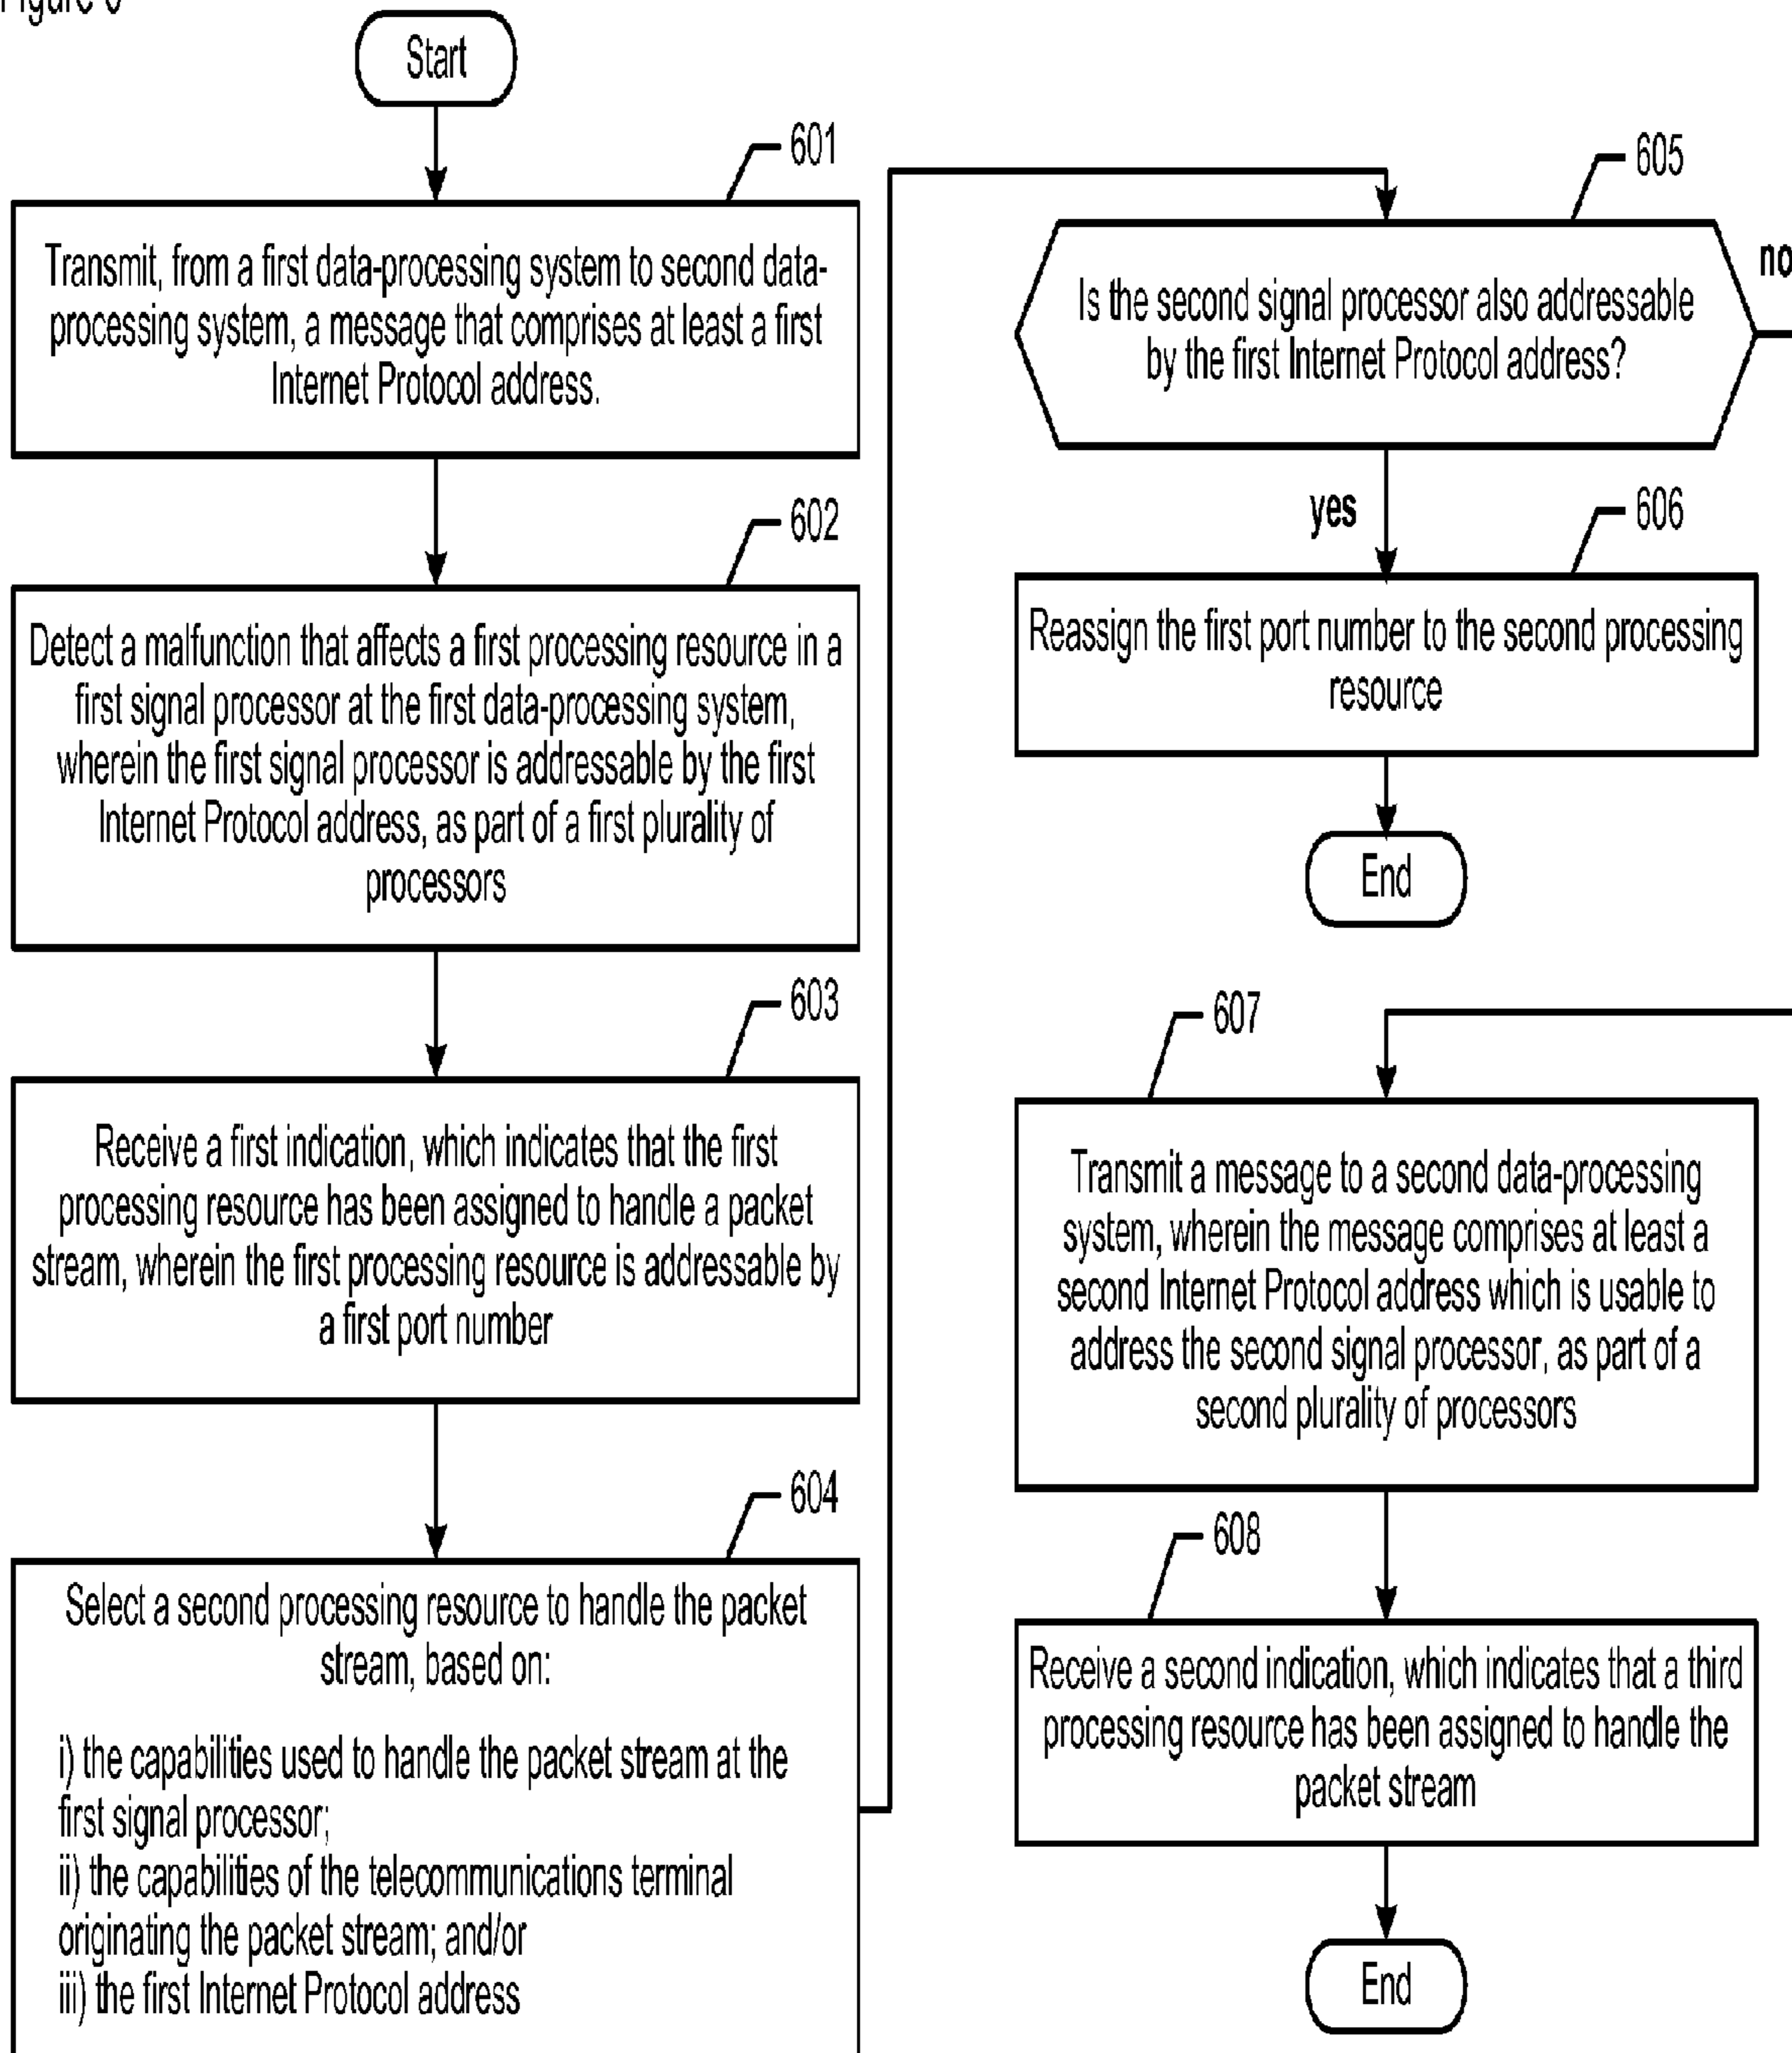 Figure 6
Start
601
Transmit, from a first data-processing system to second data-
processing system, a message that comprises at least a first
Internet Protocol address.
602
Detect a malfunction that affects a first processing resource in a
first signal processor at the first data-processing system,
wherein the first signal processor is addressable by the first
Internet Protocol address, as part of a first plurality of
processors
603
Receive a first indication, which indicates that the first
processing resource has been assigned to handle a packet
stream, wherein the first processing resource is addressable by
a first port number
604
Select a second processing resource to handle the packet
stream, based on:
i) the capabilities used to handle the packet stream at the
first signal processor;
ii) the capabilities of the telecommunications terminal
originating the packet stream; and/or
iii) the first Internet Protocol address
605
Is the second signal processor also addressable
by the first Internet Protocol address?
no
yes
606
Reassign the first port number to the second processing
resource
End
607
Transmit a message to a second data-processing
system, wherein the message comprises at least a
second Internet Protocol address which is usable to
address the second signal processor, as part of a
second plurality of processors
608
Receive a second indication, which indicates that a third
processing resource has been assigned to handle the
packet stream
End